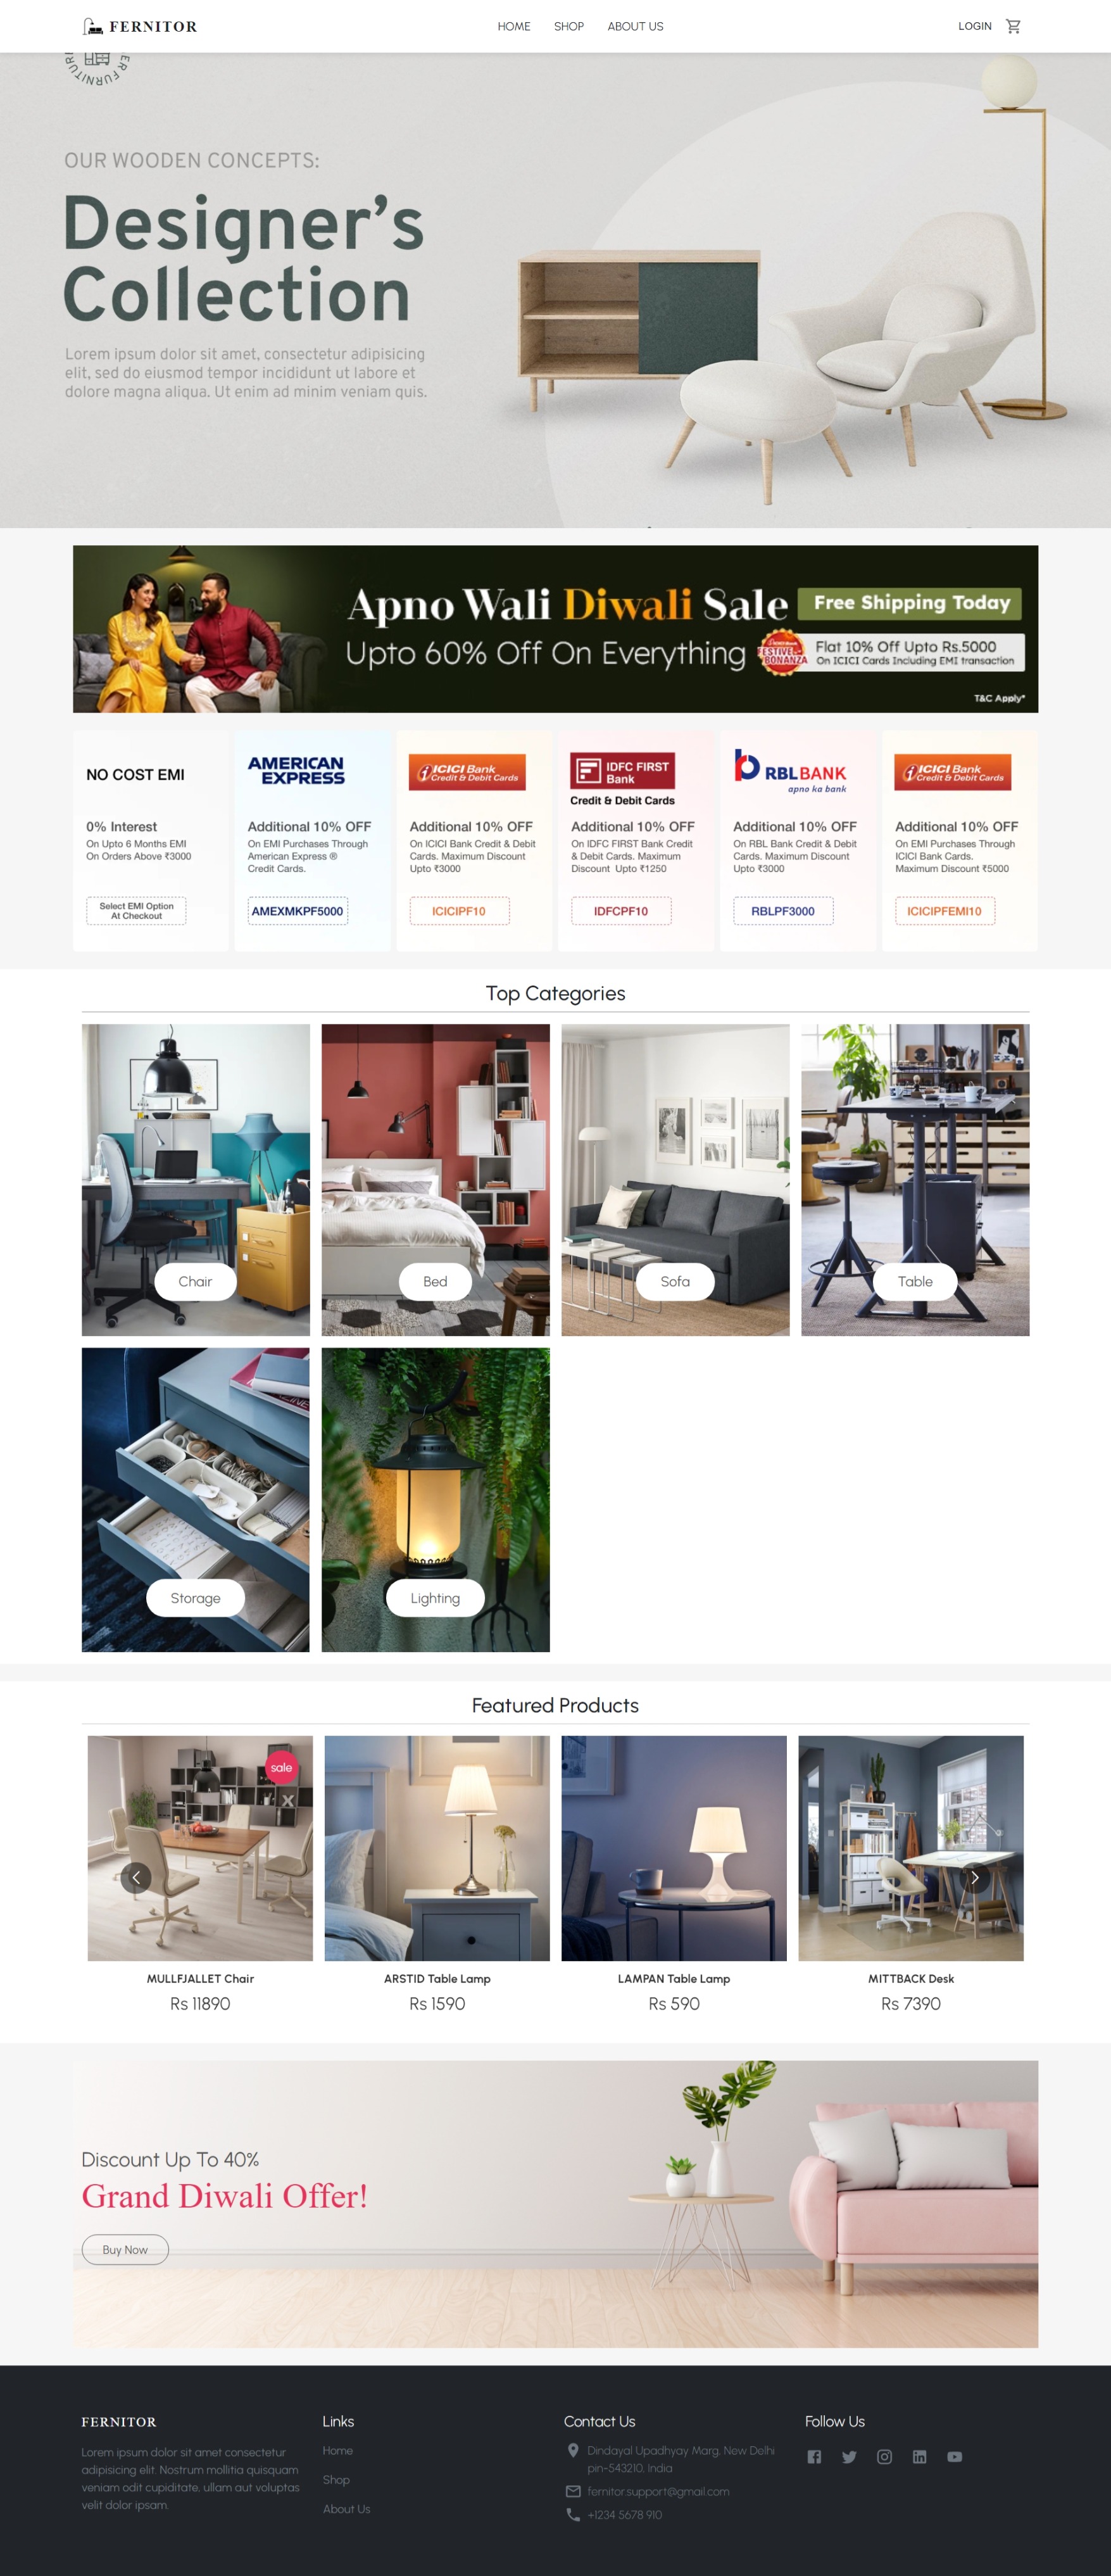 FERNITOR
HOME
SHOP
ABOUT US
LOGIN
OUR WOODEN CONCEPTS:
Designer's
Collection
Lorem ipsum dolor sit amet, consectetur adipisicing
elit, sed do eiusmod tempor incididunt ut labore et
dolore magna aliqua. Ut enim ad minim veniam quis.
Apno Wali Diwali Sale
Free Shipping Today
Upto 60% Off On Everything
FESTIVE
BONANZA
Flat 10% Off Upto Rs.5000
On ICICI Cards Including EMI transaction
T&C Apply*
NO COST EMI
0% Interest
On Upto 6 Months EMI
On Orders Above ₹3000
Select EMI Option
At Checkout
AMERICAN
EXPRESS
Additional 10% OFF
On EMI Purchases Through
American Express ®
Credit Cards.
AMEXMKPF5000
ICICI Bank
Credit & Debit Cards
Additional 10% OFF
On ICICI Bank Credit & Debit
Cards. Maximum Discount
Upto ₹3000
ICICIPF10
IDFC FIRST
Bank
Credit & Debit Cards
Additional 10% OFF
On IDFC FIRST Bank Credit
& Debit Cards. Maximum
Discount Upto ₹1250
IDFCPF10
RBLBANK
apno ka bank
Additional 10% OFF
On RBL Bank Credit & Debit
Cards. Maximum Discount
Upto ₹3000
RBLPF3000
ICICI Bank
Credit & Debit Cards
Additional 10% OFF
On EMI Purchases Through
ICICI Bank Cards.
Maximum Discount ₹5000
ICICIPFEMI10
Top Categories
Chair
Bed
Sofa
Table
Storage
Lighting
Featured Products
sale
X
MULLFJALLET Chair
Rs 11890
ARSTID Table Lamp
Rs 1590
LAMPAN Table Lamp
Rs 590
MITTBACK Desk
Rs 7390
Discount Up To 40%
Grand Diwali Offer!
Buy Now
FERNITOR
Lorem ipsum dolor sit amet consectetur
adipisicing elit. Nostrum mollitia quisquam
veniam odit cupiditate, ullam aut voluptas
velit dolor ipsam.
Links
Home
Shop
About Us
Contact Us
Dindayal Upadhyay Marg, New Delhi
pin-543210, India
fernitor.support@gmail.com
+1234 5678 910
Follow Us